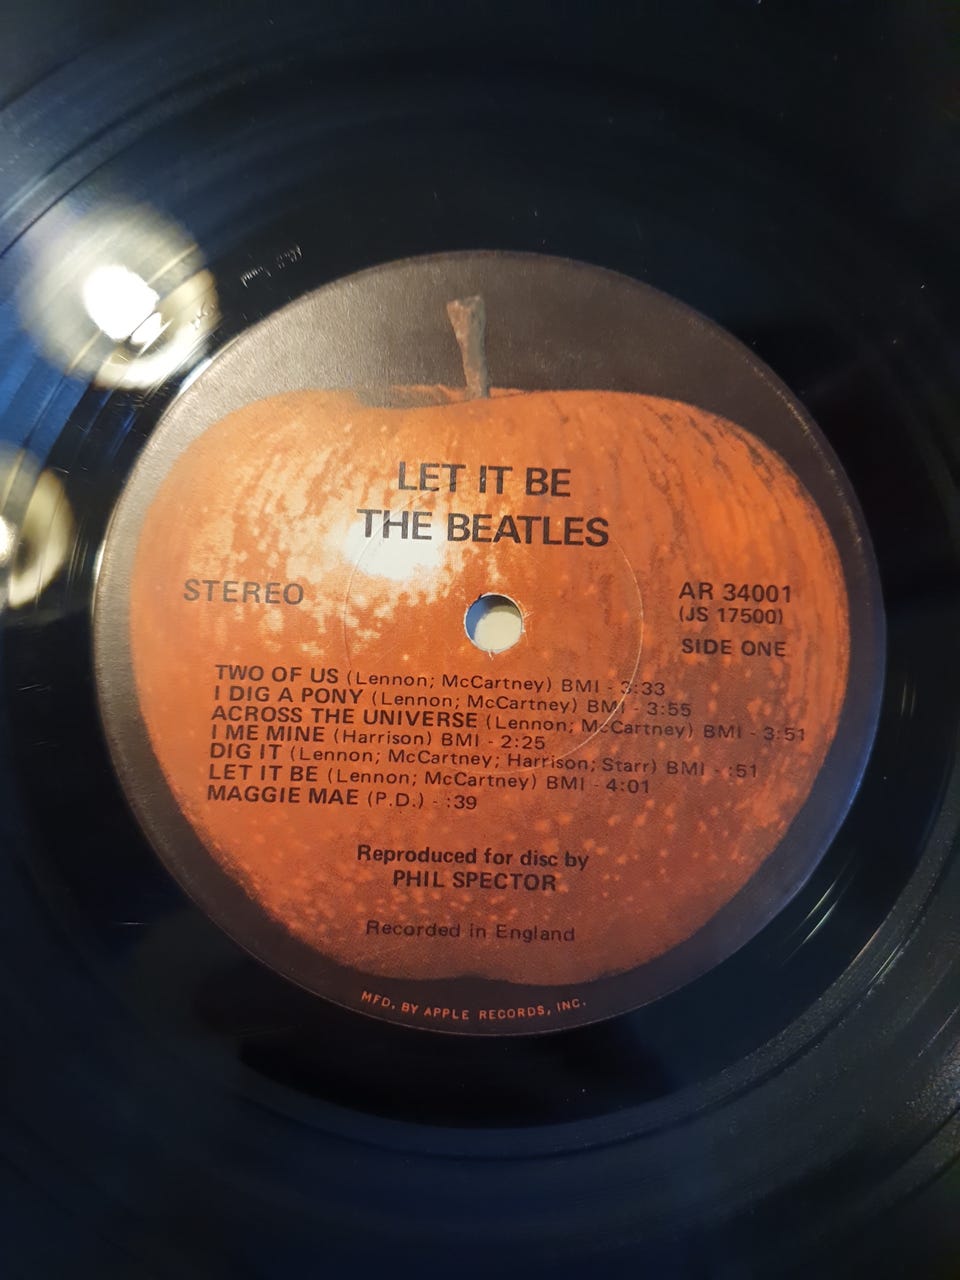 LET IT BE
THE BEATLES
STEREO
AR 34001
(JS 17500)
SIDE ONE
TWO OF US (Lennon; McCartney) BMI - 3:33
I DIG A PONY (Lennon; McCartney) BMI - 3:55
ACROSS THE UNIVERSE (Lennon; McCartney) BMI - 3:51
I ME MINE (Harrison) BMI - 2:25
DIG IT (Lennon; McCartney; Harrison; Starr) BMI - :51
LET IT BE (Lennon; McCartney) BMI - 4:01
MAGGIE MAE (P.D.) - :39
Reproduced for disc by
PHIL SPECTOR
Recorded in England
MFD. BY APPLE RECORDS, INC.